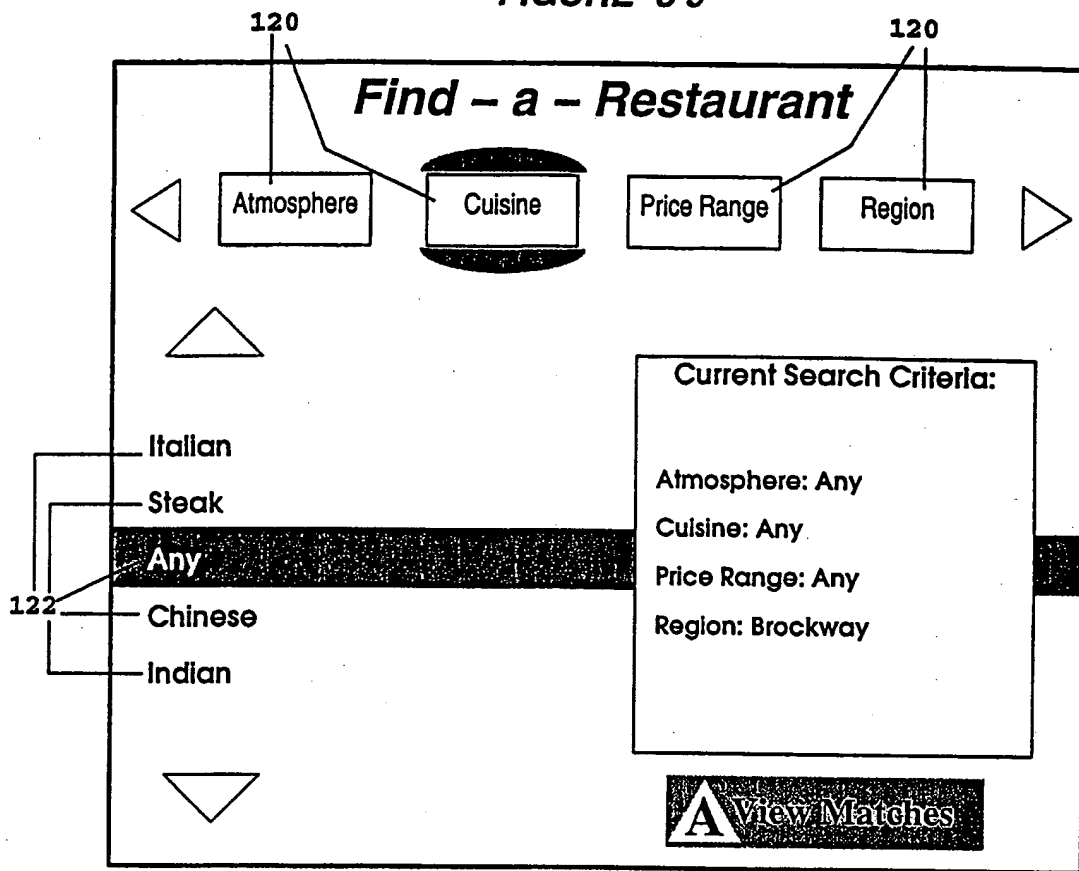 120
120
Find – a – Restaurant
Atmosphere
Cuisine
Price Range
Region
Current Search Criteria:
Italian
Steak
Any
122
Chinese
Indian
Atmosphere: Any
Cuisine: Any
Price Range: Any
Region: Brockway
A View Matches